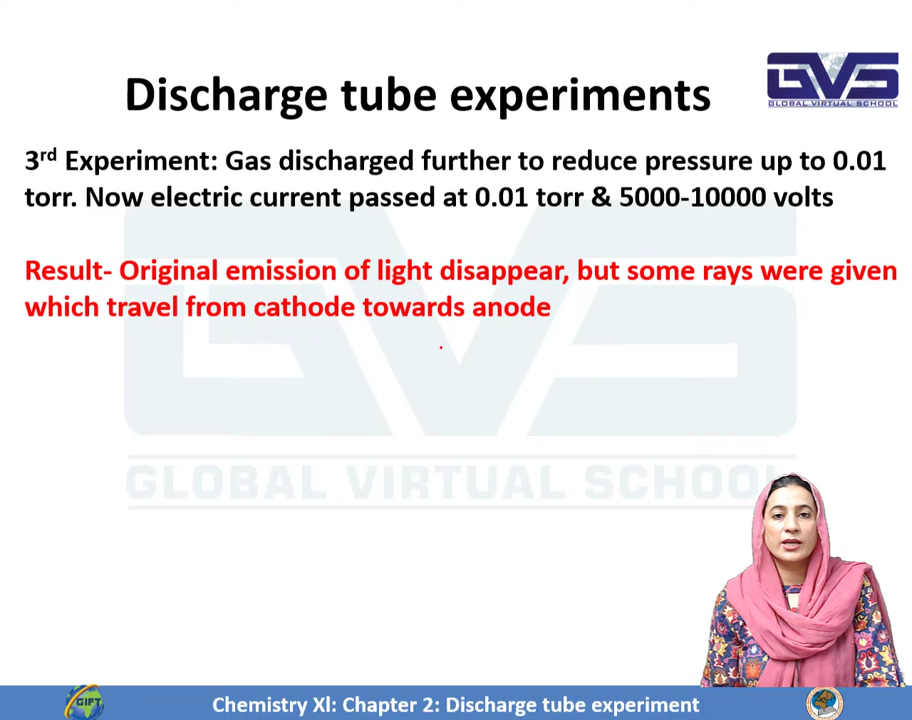 GVS
GLOBAL VIRTUAL SCHOOL
Discharge tube experiments
3rd Experiment: Gas discharged further to reduce pressure up to 0.01
torr. Now electric current passed at 0.01 torr & 5000-10000 volts
Result- Original emission of light disappear, but some rays were given
which travel from cathode towards anode
GVS
GLOBAL VIRTUAL SCHOOL
GIFT
Chemistry Xl: Chapter 2: Discharge tube experiment